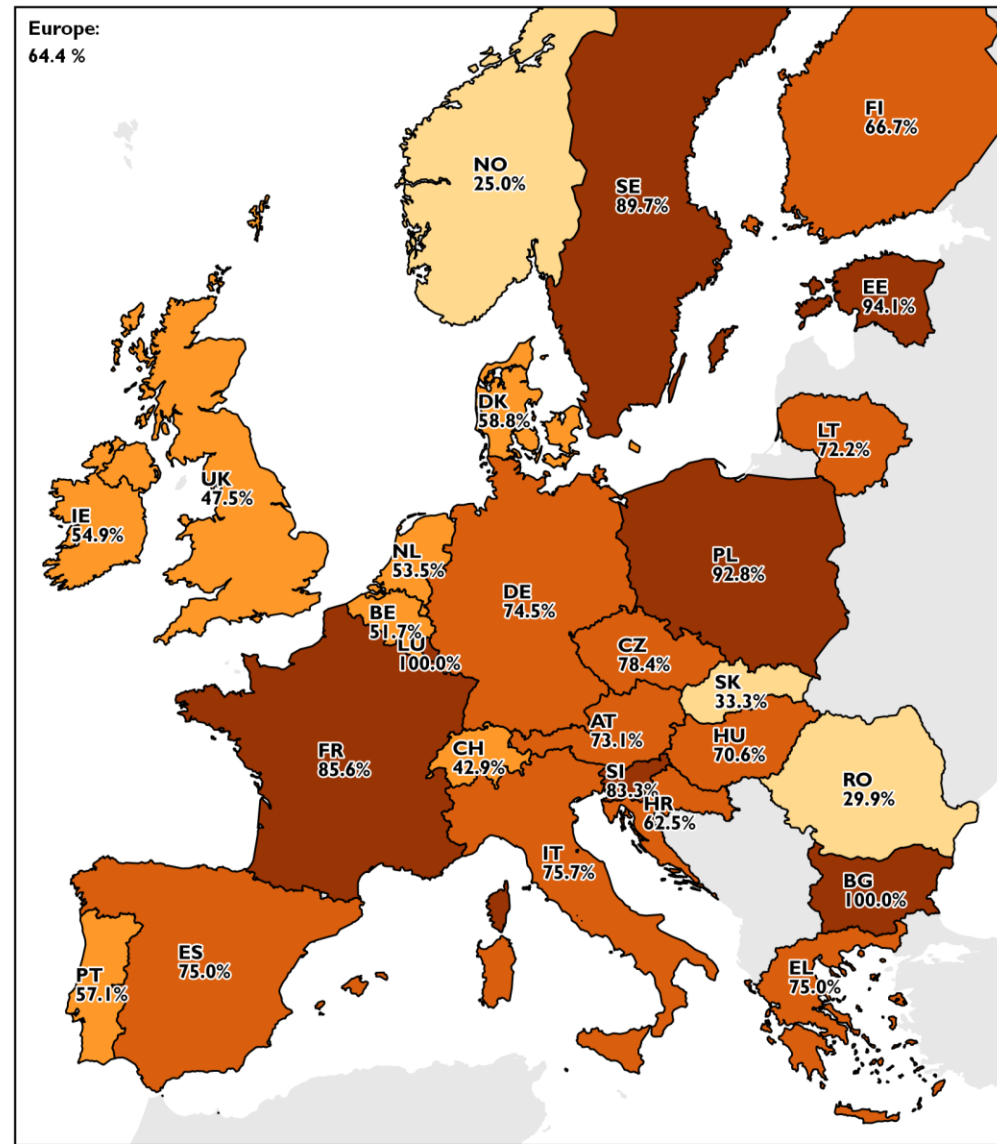 Europe:
64.4 %
FI
66.7%
NO
25.0%
SE
89.7%
EE
94.1%
DK
58.8%
LT
72.2%
UK
47.5%
IE
54.9%
NL
53.5%
PL
92.8%
DE
74.5%
BE
51.7%
LU
100.0%
CZ
78.4%
SK
33.3%
AT
73.1%
HU
70.6%
FR
85.6%
CH
42.9%
SI
83.3%
HR
62.5%
RO
29.9%
IT
75.7%
BG
100.0%
ES
75.0%
PT
57.1%
EL
75.0%